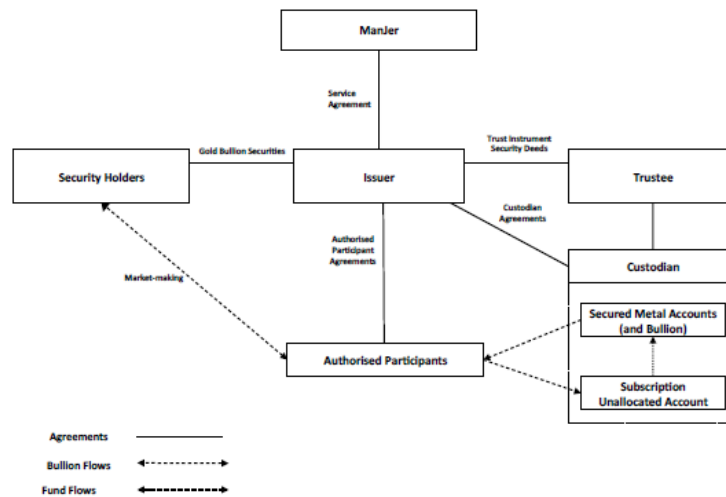 ManJer
Service
Agreement
Gold Bullion Securities
Trust Instrument
Security Deeds
Security Holders
Issuer
Trustee
Custodian
Agreements
Authorised
Participant
Agreements
Custodian
Market-making
Secured Metal Accounts
(and Bullion)
Authorised Participants
Subscription
Unallocated Account
Agreements
Bullion Flows
Fund Flows